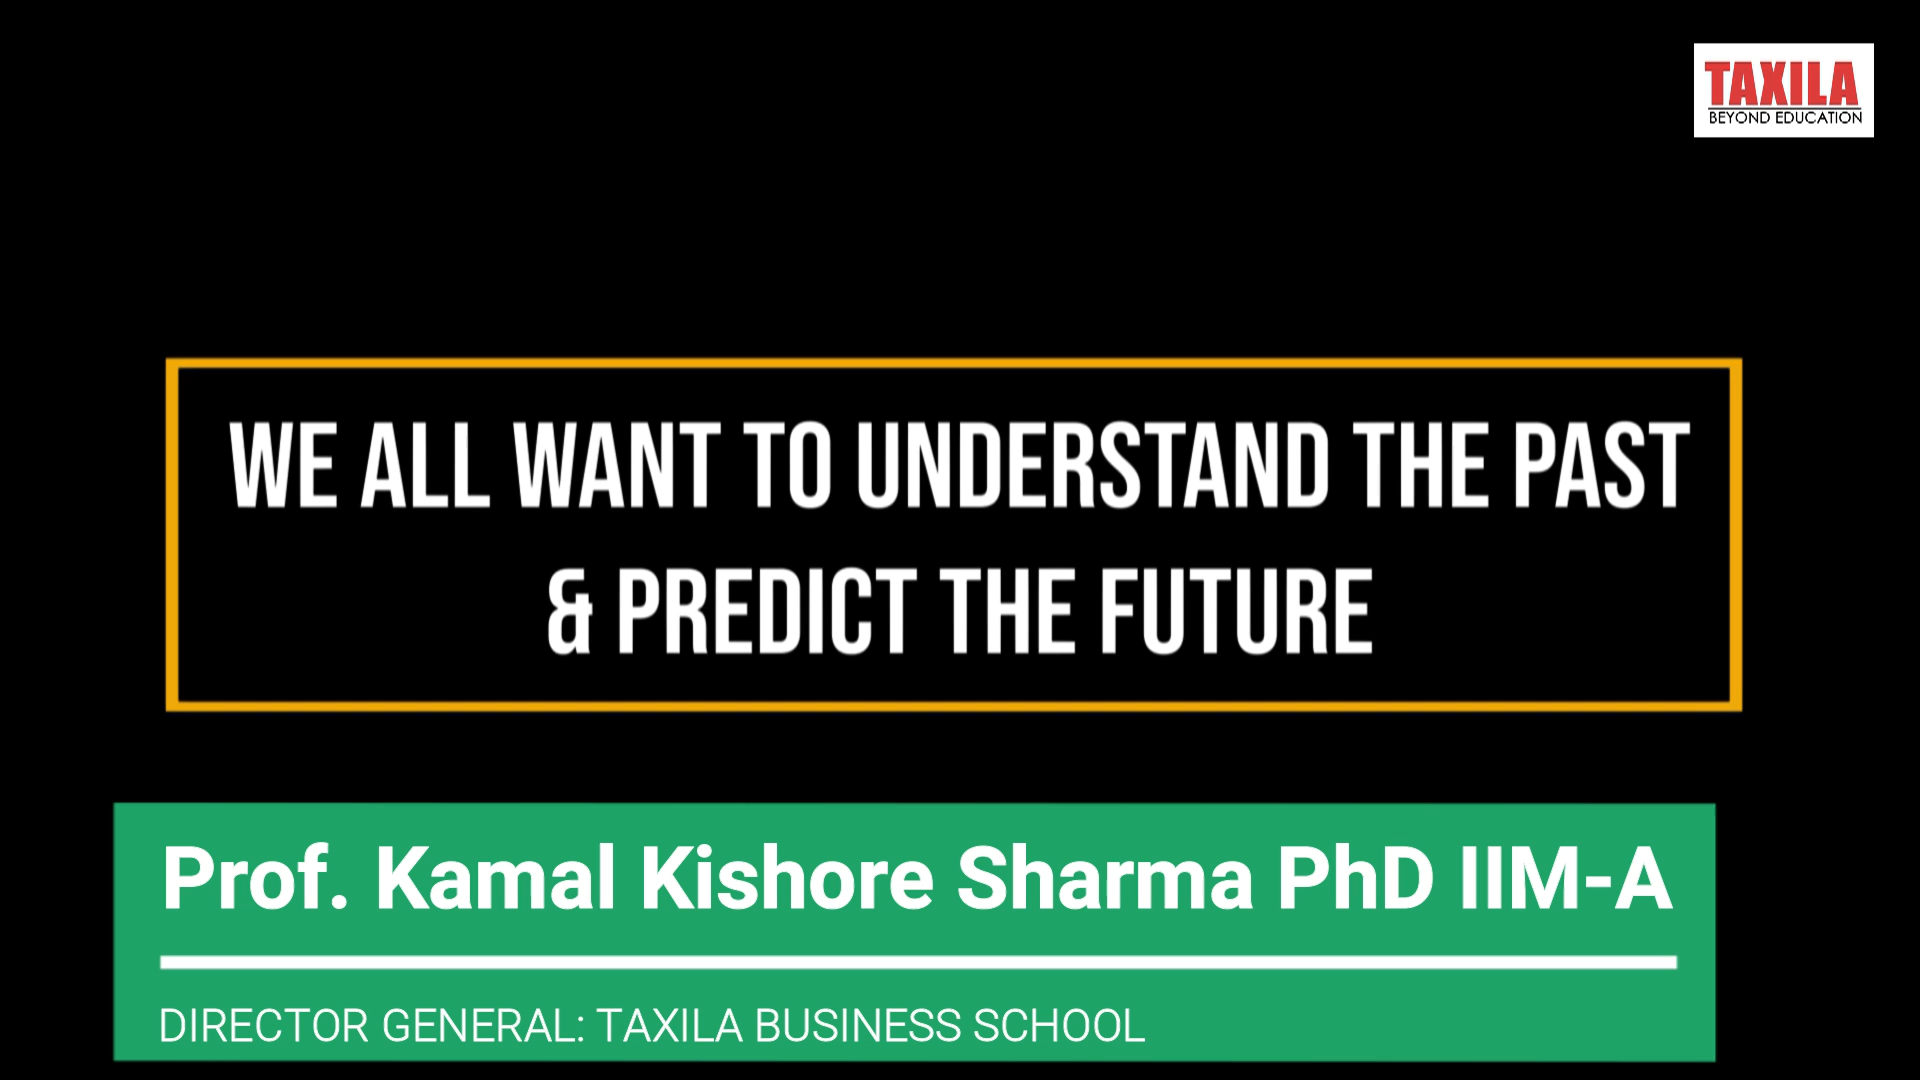 TAXILA
BEYOND EDUCATION
WE ALL WANT TO UNDERSTAND THE PAST
& PREDICT THE FUTURE
Prof. Kamal Kishore Sharma PhD IIM-A
DIRECTOR GENERAL: TAXILA BUSINESS SCHOOL